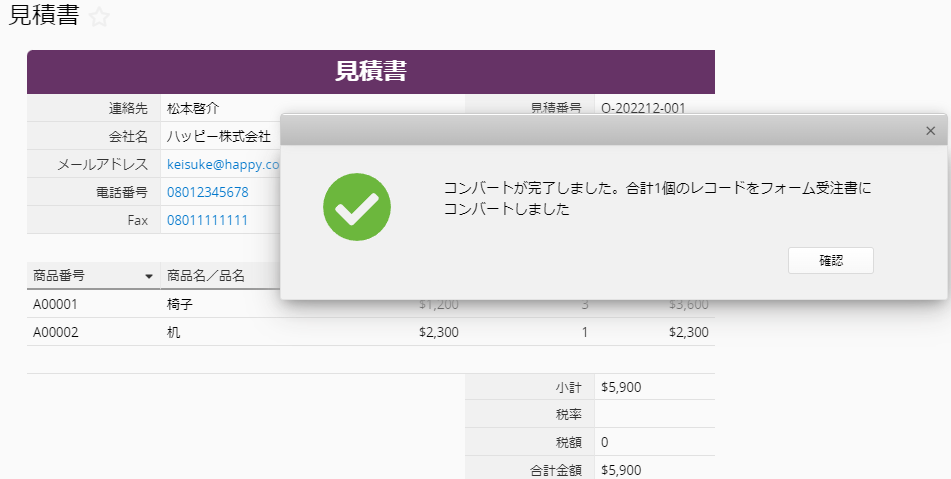 見積書
見積書
連絡先 松本啓介 見積番号 Q-202212-001
会社名 ハッピー株式会社
メールアドレス keisuke@happy.co
電話番号 08012345678
Fax 08011111111
×
コンバートが完了しました。合計1個のレコードをフォーム受注書に
コンバートしました
確認
商品番号 商品名／品名
A00001 椅子 $1,200 3 $3,600
A00002 机 $2,300 1 $2,300
小計 $5,900
税率
税額 0
合計金額 $5,900